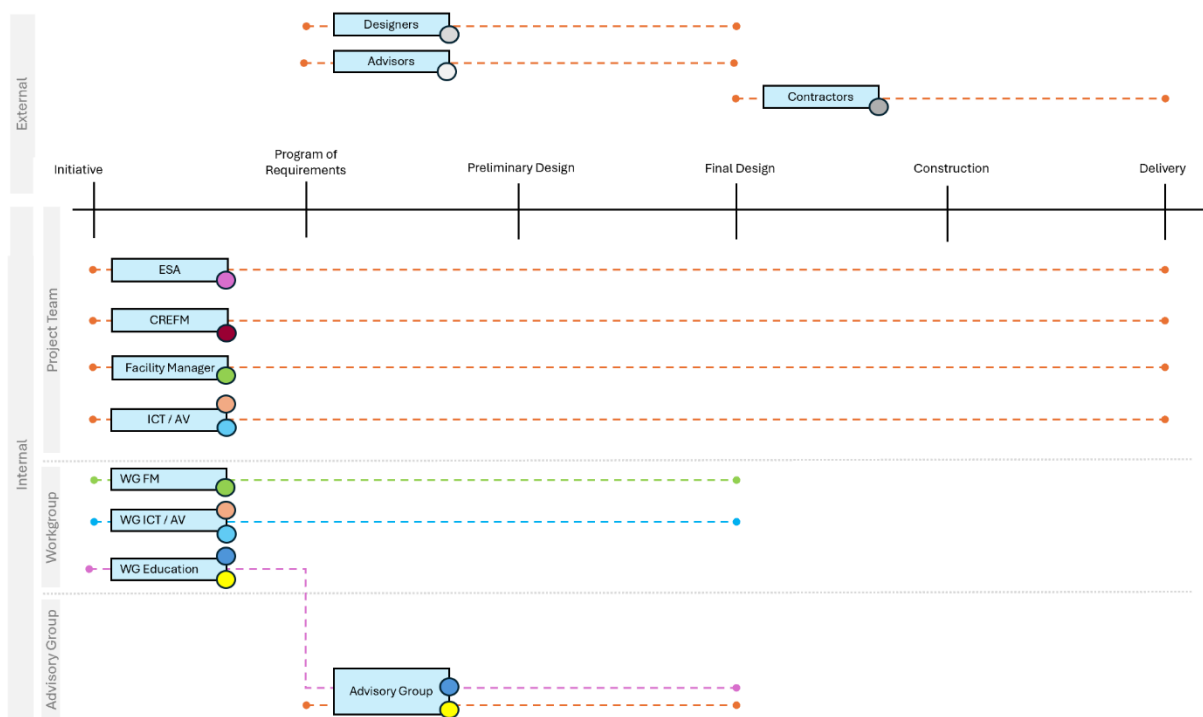 Designers
Advisors
Contractors
External
Initiative
Program of
Requirements
Preliminary Design
Final Design
Construction
Delivery
Internal
Project Team
ESA
CREFM
Facility Manager
ICT / AV
Workgroup
WG FM
WG ICT / AV
WG Education
Advisory Group
Advisory Group